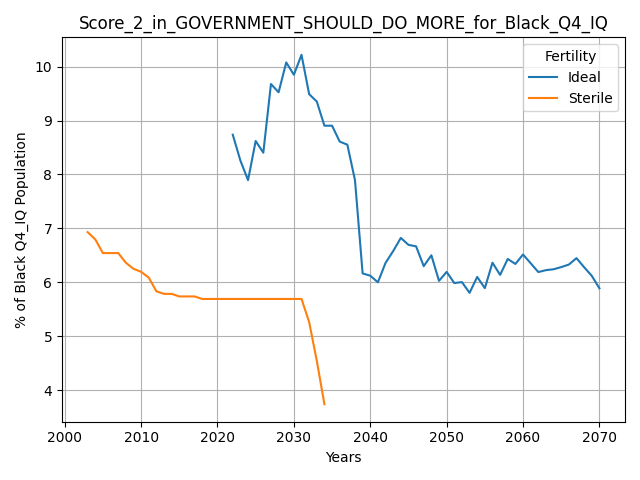 Score_2_in_GOVERNMENT_SHOULD_DO_MORE_for_Black_Q4_IQ
Fertility
Ideal
Sterile
% of Black Q4_IQ Population
10
9
8
7
6
5
4
2000 2010 2020 2030 2040 2050 2060 2070
Years